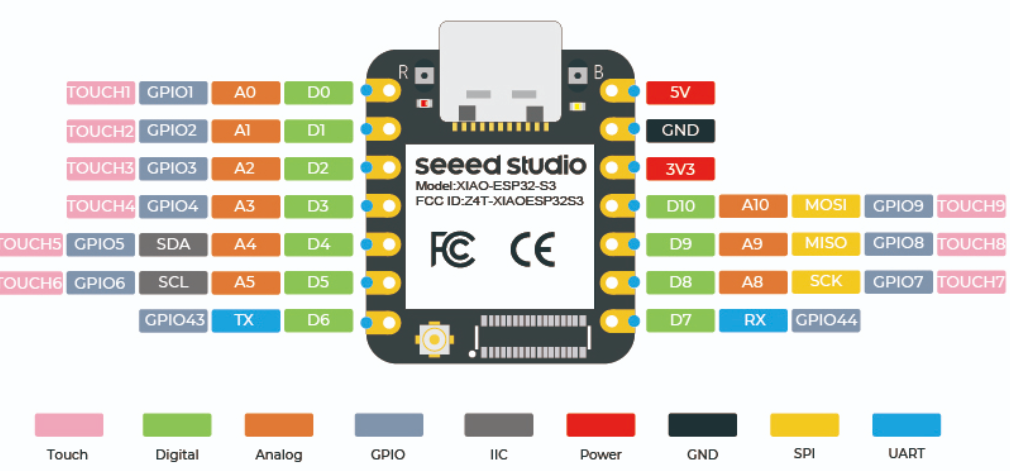 R B
TOUCH1 GPIO1 A0 D0 5V
TOUCH2 GPIO2 A1 D1 GND
TOUCH3 GPIO3 A2 D2 3V3
TOUCH4 GPIO4 A3 D3 D10 A10 MOSI GPIO9 TOUCH9
TOUCH5 GPIO5 SDA A4 D4 D9 A9 MISO GPIO8 TOUCH8
TOUCH6 GPIO6 SCL A5 D5 D8 A8 SCK GPIO7 TOUCH7
GPIO43 TX D6 D7 RX GPIO44
seeed studio
Model:XIAO-ESP32-S3
FCC ID:Z4T-XIAOESP32S3
FC CE
Touch Digital Analog GPIO IIC Power GND SPI UART